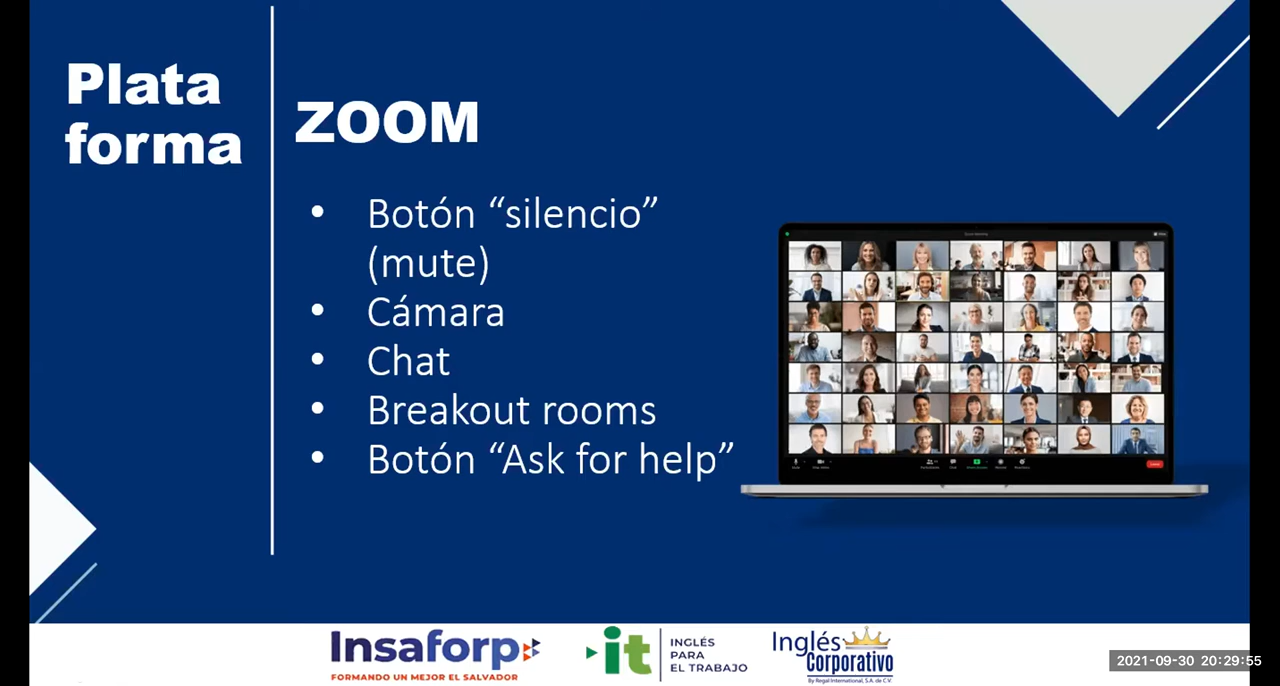 Plata
forma
ZOOM
• Botón “silencio”
(mute)
• Cámara
• Chat
• Breakout rooms
• Botón “Ask for help”
Insaforp
FORMANDO UN MEJOR EL SALVADOR
it
INGLÉS
PARA
EL TRABAJO
Inglés
Corporativo
By Regal International, S.A. de C.V.
2021-09-30 20:29:55